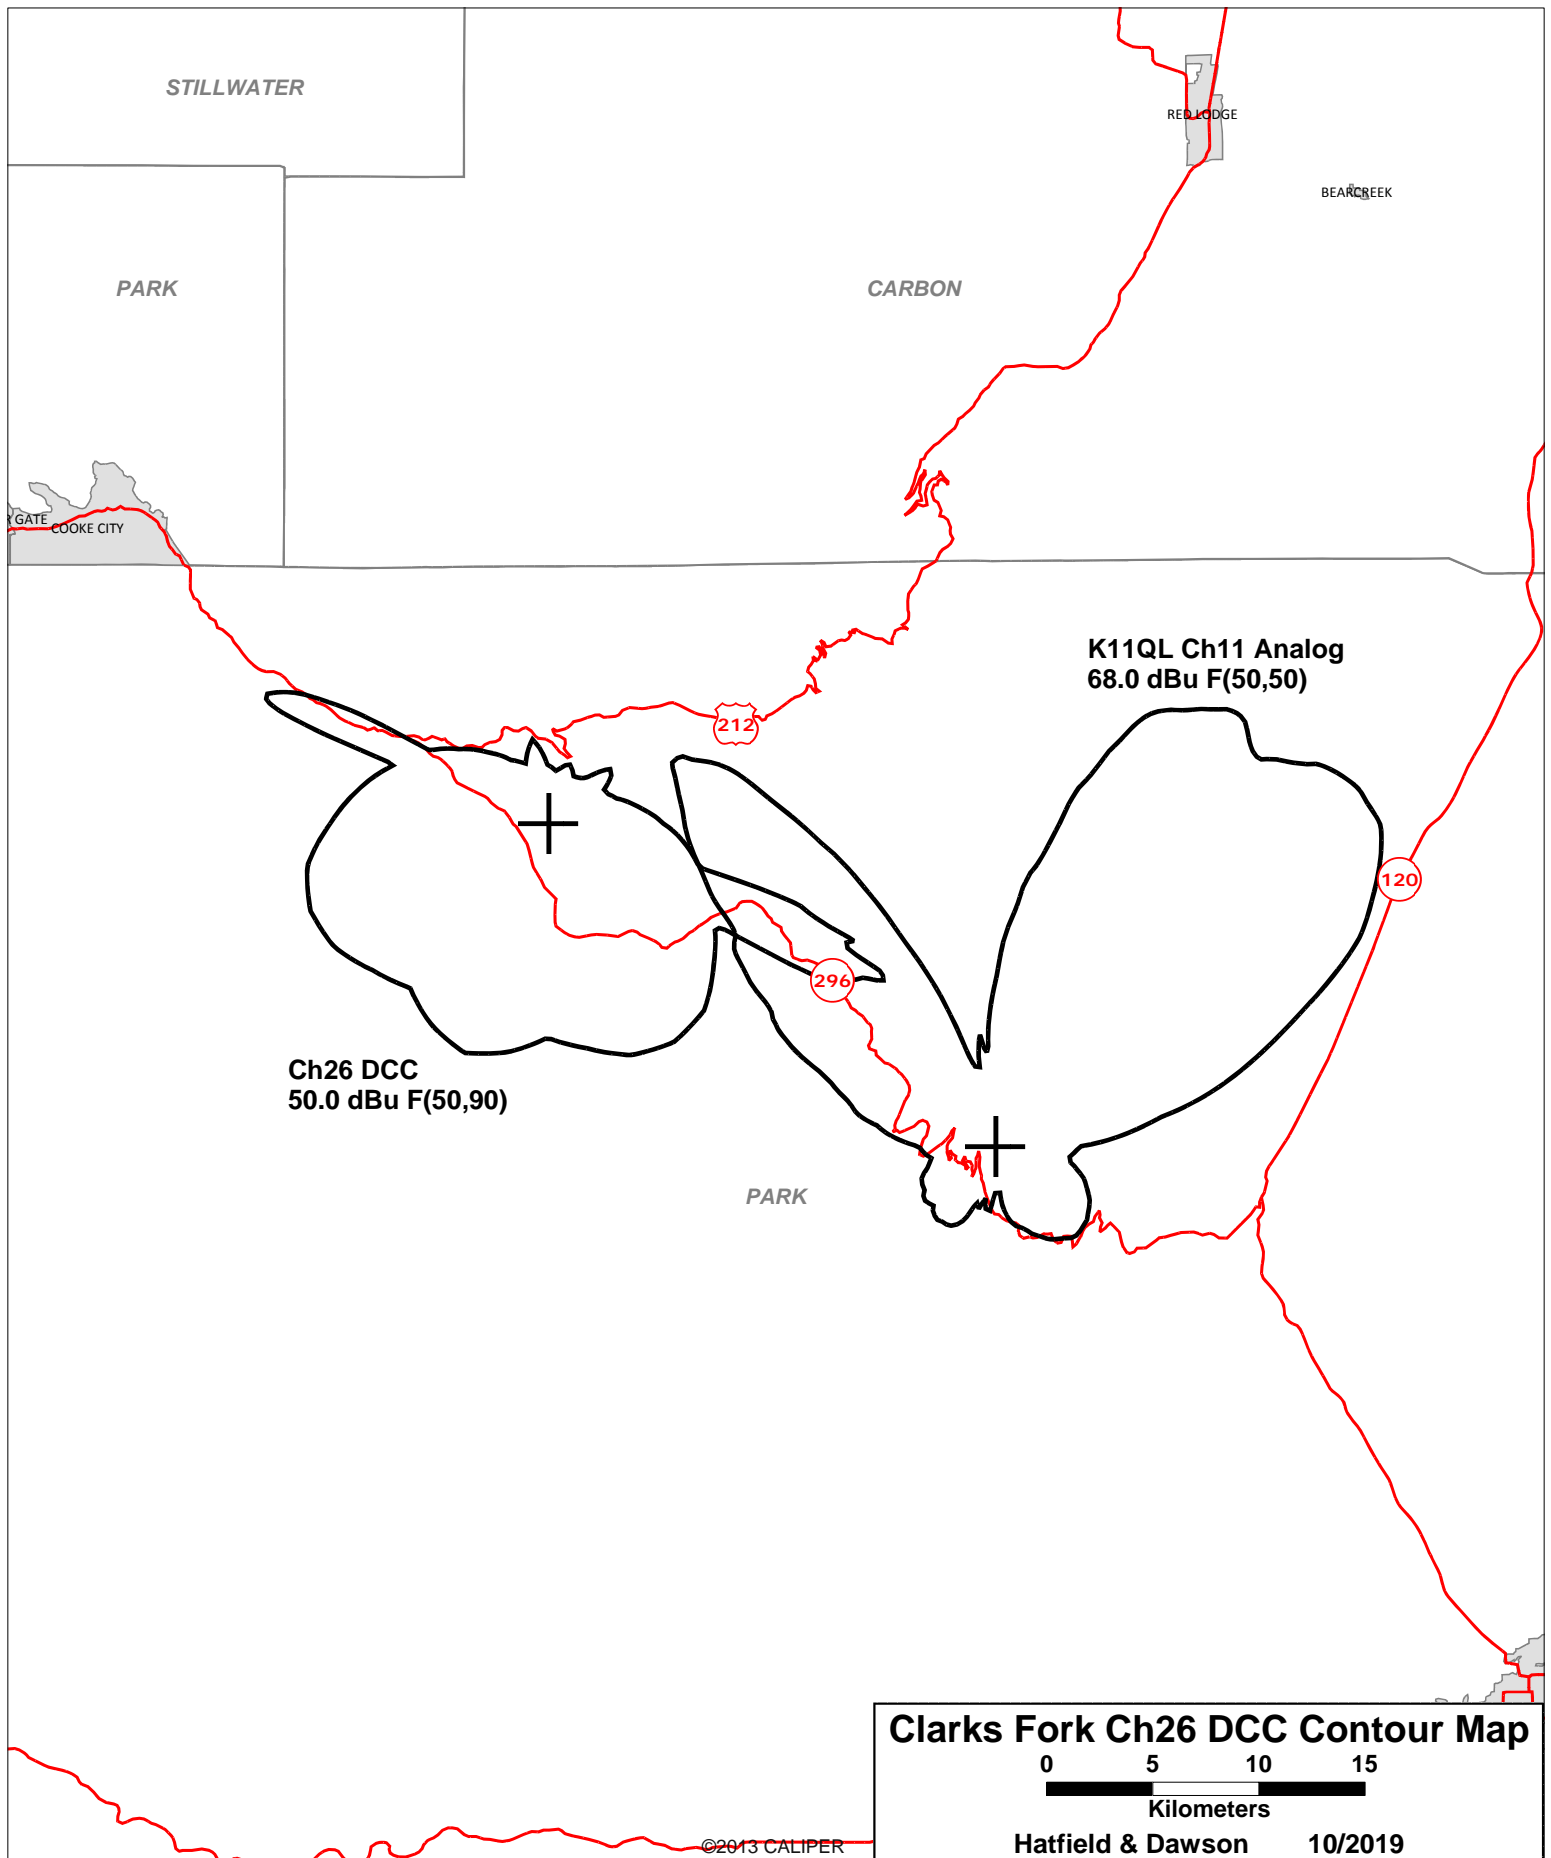 STILLWATER
RED LODGE
BEARCREEK
PARK
CARBON
R GATE
COOKE CITY
K11QL Ch11 Analog
68.0 dBu F(50,50)
212
120
296
Ch26 DCC
50.0 dBu F(50,90)
PARK
Clarks Fork Ch26 DCC Contour Map
0 5 10 15
Kilometers
Hatfield & Dawson 10/2019
©2013 CALIPER